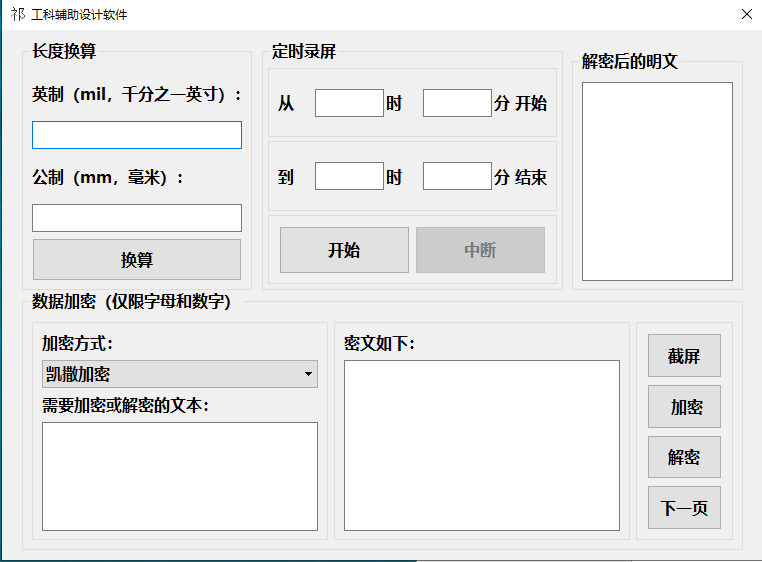 祁 工科辅助设计软件
长度换算
英制（mil，千分之一英寸）：
公制（mm，毫米）：
换算
定时录屏
从 时 分 开始
到 时 分 结束
开始 中断
解密后的明文
数据加密（仅限字母和数字）
加密方式：
凯撒加密
需要加密或解密的文本：
密文如下：
截屏
加密
解密
下一页